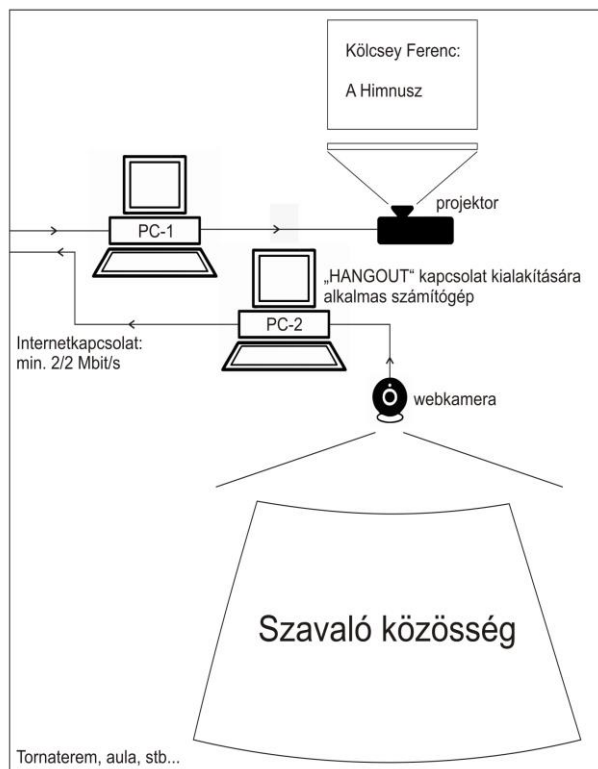 Kölcsey Ferenc:
A Himnusz
projektor
PC-1
„HANGOUT“ kapcsolat kialakítására
alkalmas számítógép
PC-2
Internetkapcsolat:
min. 2/2 Mbit/s
webkamera
Szavaló közösség
Tornaterem, aula, stb...